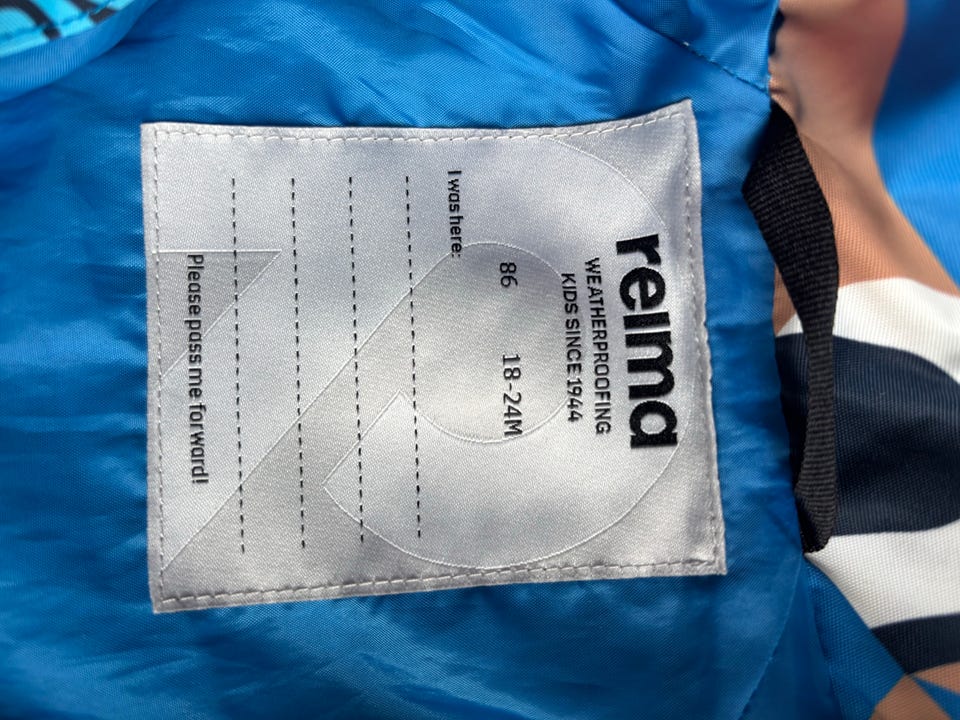 reima
WEATHERPROOFING
KIDS SINCE 1944
86 18-24M
I was here:
Please pass me forward!